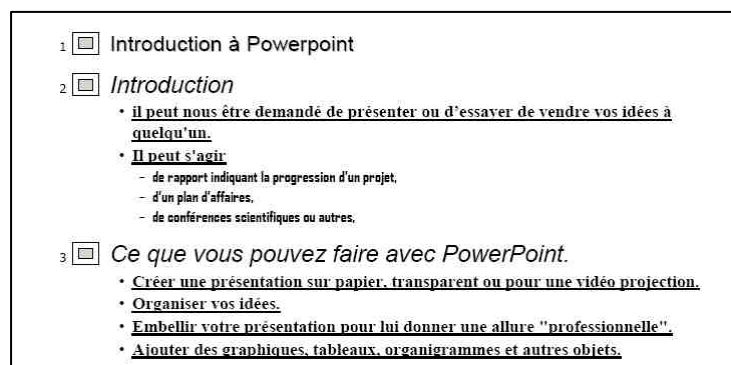 1 Introduction à Powerpoint
2 Introduction
• il peut nous être demandé de présenter ou d'essayer de vendre vos idées à
quelqu'un.
• Il peut s'agir
– de rapport indiquant la progression d'un projet,
– d'un plan d'affaires,
– de conférences scientifiques ou autres,
3 Ce que vous pouvez faire avec PowerPoint.
• Créer une présentation sur papier, transparent ou pour une vidéo projection.
• Organiser vos idées.
• Embellir votre présentation pour lui donner une allure "professionnelle".
• Ajouter des graphiques, tableaux, organigrammes et autres objets.